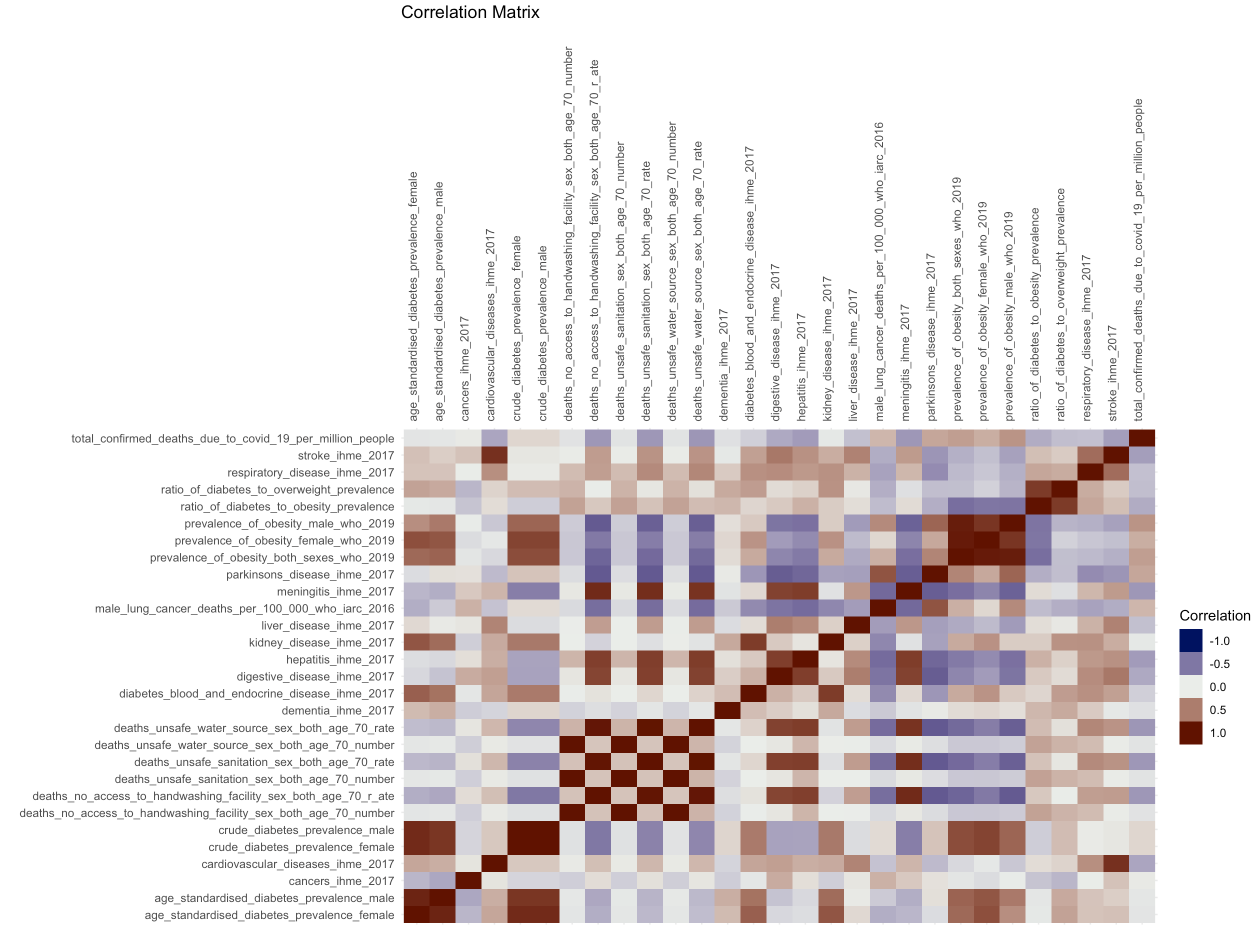 Correlation Matrix
age_standardised_diabetes_prevalence_female
age_standardised_diabetes_prevalence_male
cancers_ihme_2017
cardiovascular_diseases_ihme_2017
crude_diabetes_prevalence_female
crude_diabetes_prevalence_male
deaths_no_access_to_handwashing_facility_sex_both_age_70_number
deaths_no_access_to_handwashing_facility_sex_both_age_70_r_ate
deaths_unsafe_sanitation_sex_both_age_70_number
deaths_unsafe_sanitation_sex_both_age_70_rate
deaths_unsafe_water_source_sex_both_age_70_number
deaths_unsafe_water_source_sex_both_age_70_rate
dementia_ihme_2017
diabetes_blood_and_endocrine_disease_ihme_2017
digestive_disease_ihme_2017
hepatitis_ihme_2017
kidney_disease_ihme_2017
liver_disease_ihme_2017
male_lung_cancer_deaths_per_100_000_who_iarc_2016
meningitis_ihme_2017
parkinsons_disease_ihme_2017
prevalence_of_obesity_both_sexes_who_2019
prevalence_of_obesity_female_who_2019
prevalence_of_obesity_male_who_2019
ratio_of_diabetes_to_obesity_prevalence
ratio_of_diabetes_to_overweight_prevalence
respiratory_disease_ihme_2017
stroke_ihme_2017
total_confirmed_deaths_due_to_covid_19_per_million_people
total_confirmed_deaths_due_to_covid_19_per_million_people
stroke_ihme_2017
respiratory_disease_ihme_2017
ratio_of_diabetes_to_overweight_prevalence
ratio_of_diabetes_to_obesity_prevalence
prevalence_of_obesity_male_who_2019
prevalence_of_obesity_female_who_2019
prevalence_of_obesity_both_sexes_who_2019
parkinsons_disease_ihme_2017
meningitis_ihme_2017
male_lung_cancer_deaths_per_100_000_who_iarc_2016
liver_disease_ihme_2017
kidney_disease_ihme_2017
hepatitis_ihme_2017
digestive_disease_ihme_2017
diabetes_blood_and_endocrine_disease_ihme_2017
dementia_ihme_2017
deaths_unsafe_water_source_sex_both_age_70_rate
deaths_unsafe_water_source_sex_both_age_70_number
deaths_unsafe_sanitation_sex_both_age_70_rate
deaths_unsafe_sanitation_sex_both_age_70_number
deaths_no_access_to_handwashing_facility_sex_both_age_70_r_ate
deaths_no_access_to_handwashing_facility_sex_both_age_70_number
crude_diabetes_prevalence_male
crude_diabetes_prevalence_female
cardiovascular_diseases_ihme_2017
cancers_ihme_2017
age_standardised_diabetes_prevalence_male
age_standardised_diabetes_prevalence_female
Correlation
-1.0
-0.5
0.0
0.5
1.0